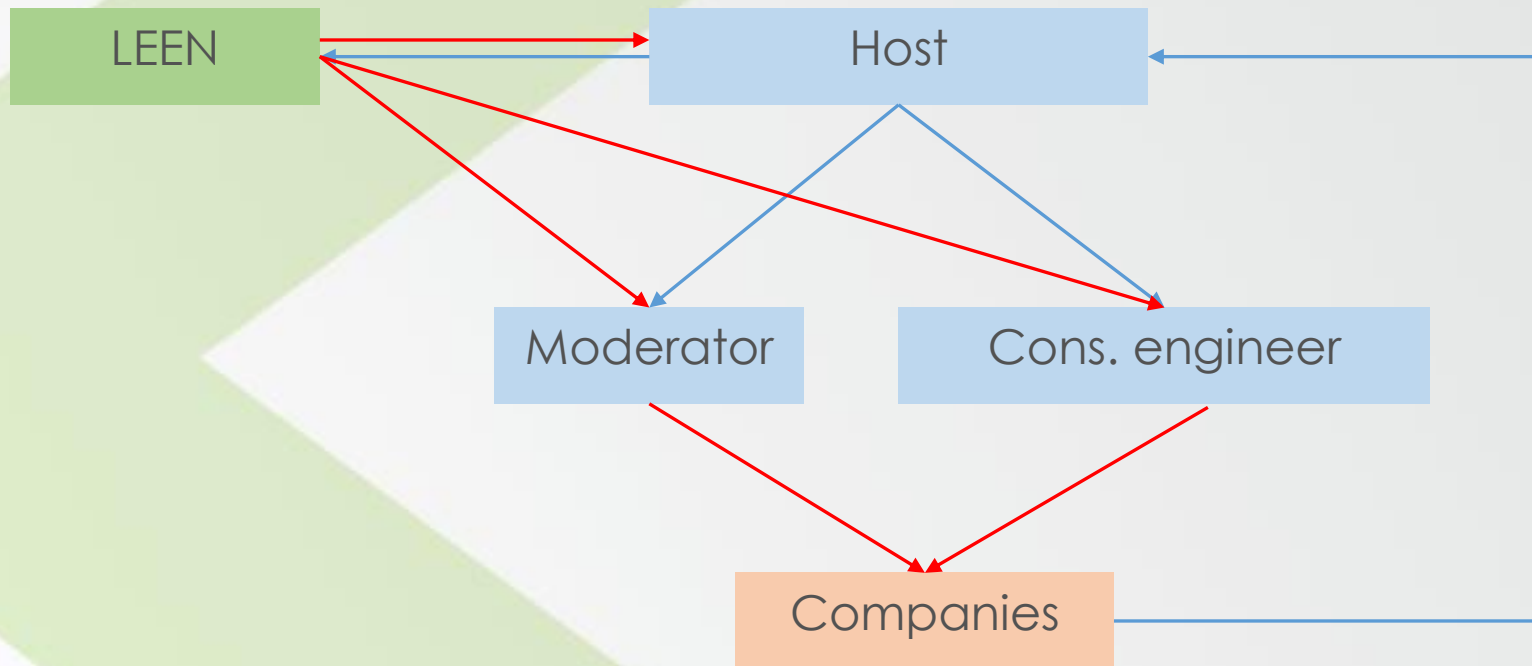 LEEN
Host
Moderator
Cons. engineer
Companies